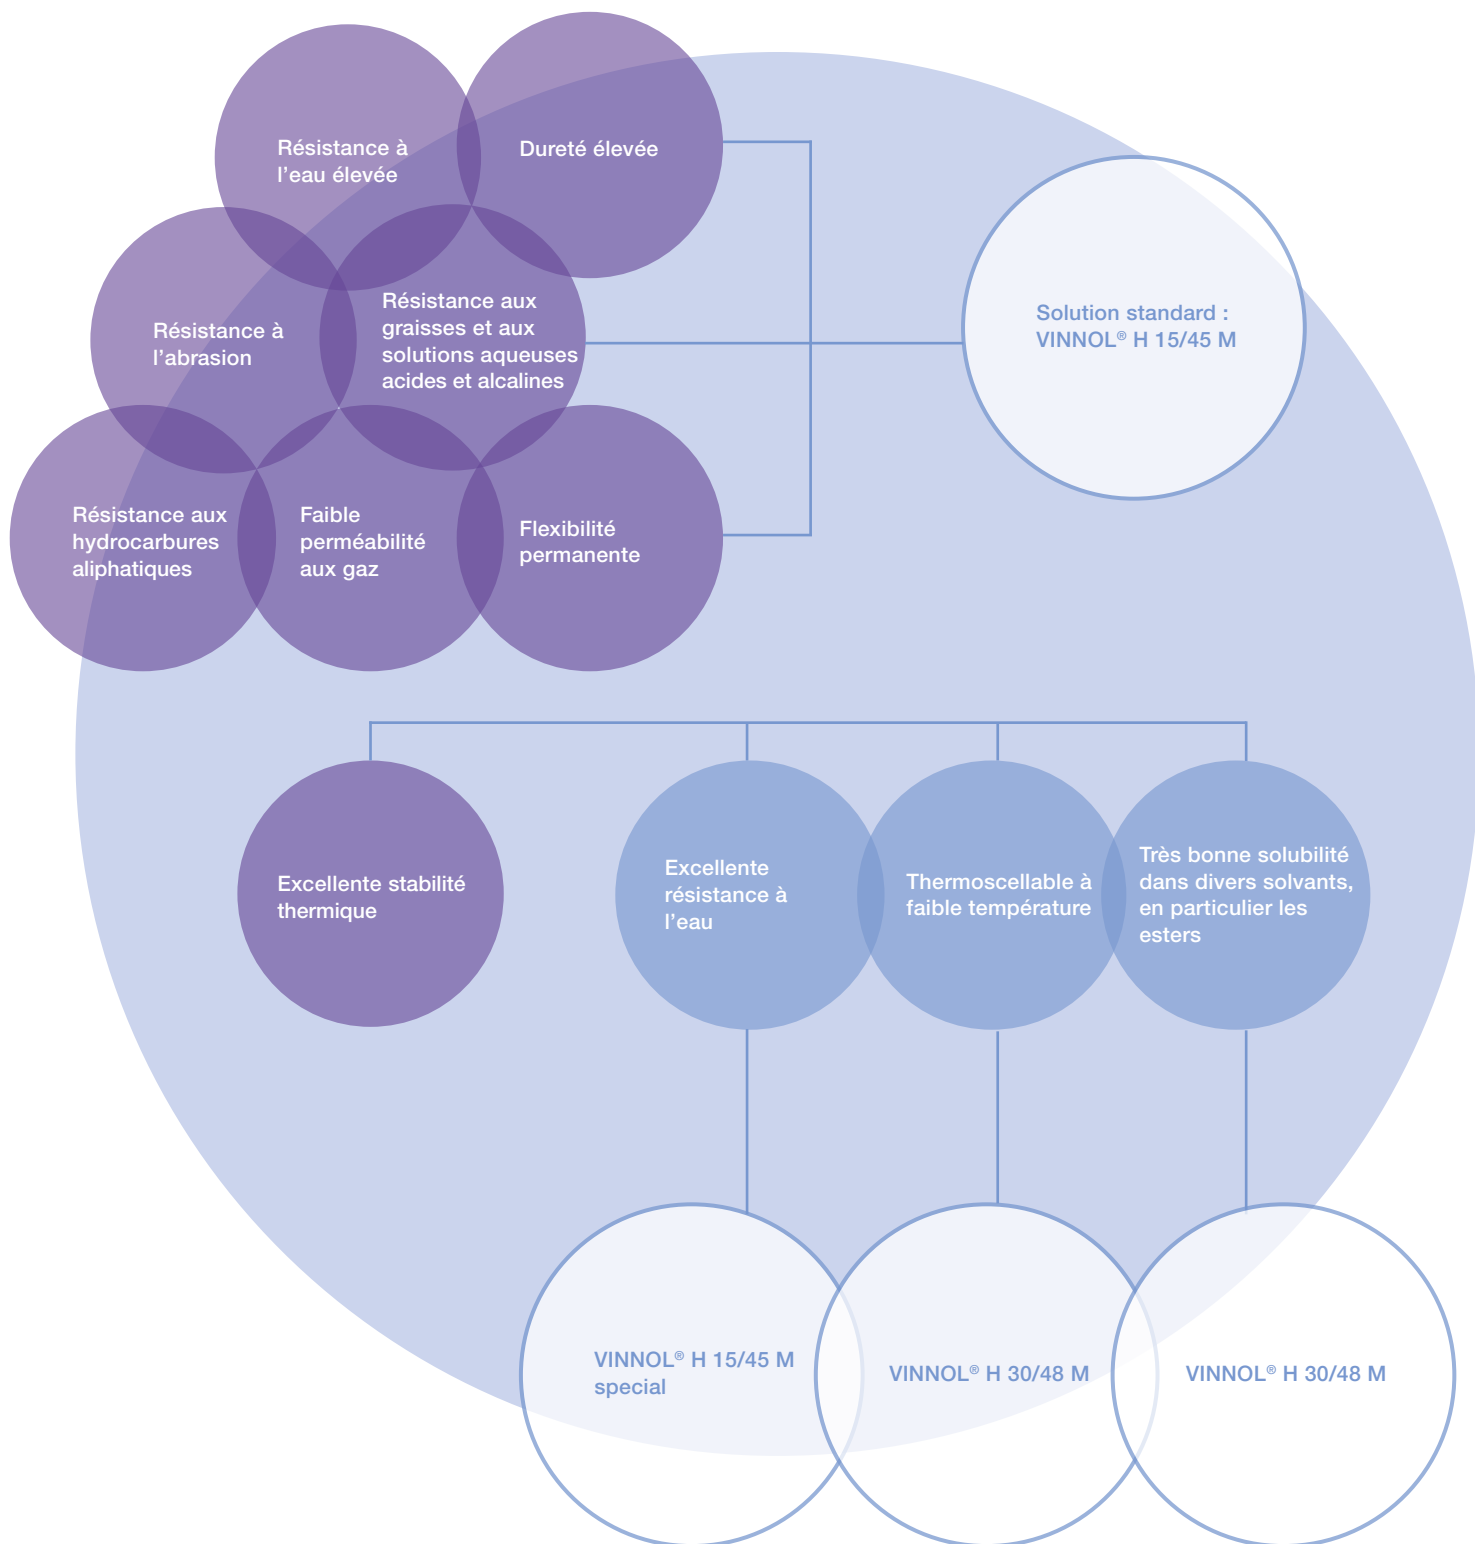 Résistance à
l’eau élevée
Dureté élevée
Résistance à
l’abrasion
Résistance aux
graisses et aux
solutions aqueuses
acides et alcalines
Solution standard :
VINNOL® H 15/45 M
Résistance aux
hydrocarbures
aliphatiques
Faible
perméabilité
aux gaz
Flexibilité
permanente
Excellente stabilité
thermique
Excellente
résistance à
l’eau
Thermoscellable à
faible température
Très bonne solubilité
dans divers solvants,
en particulier les
esters
VINNOL® H 15/45 M
special
VINNOL® H 30/48 M
VINNOL® H 30/48 M